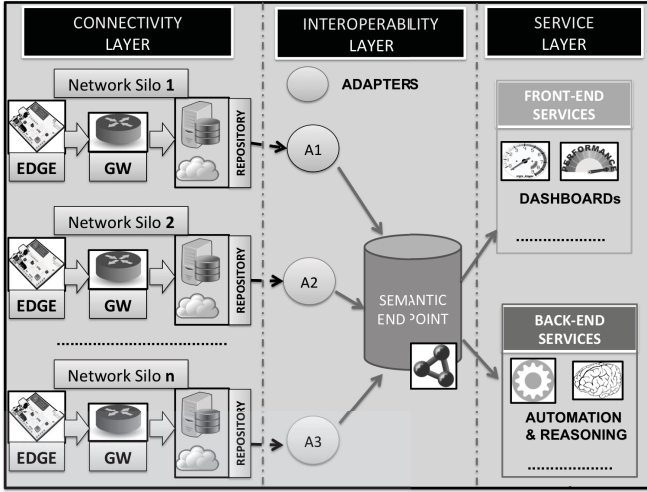 CONNECTIVITY
LAYER
INTEROPERABILITY
LAYER
SERVICE
LAYER
Network Silo 1
EDGE
GW
REPOSITORY
Network Silo 2
EDGE
GW
REPOSITORY
..............................................
Network Silo n
EDGE
GW
REPOSITORY
ADAPTERS
A1
A2
A3
SEMANTIC
END POINT
FRONT-END
SERVICES
PERFORMANCE
DASHBOARDs
......................
BACK-END
SERVICES
AUTOMATION
& REASONING
......................